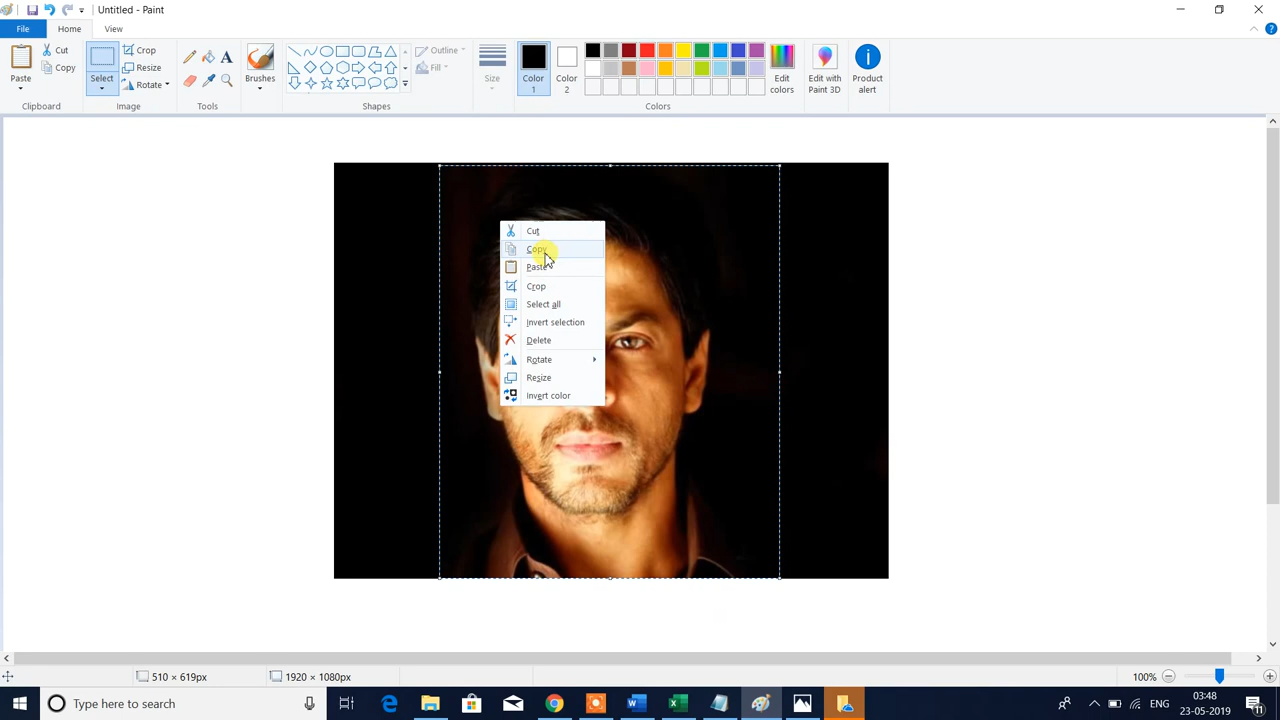 Untitled - Paint
File
Home
View
Paste
Cut
Copy
Clipboard
Select
Crop
Resize
Rotate
Image
Tools
Brushes
Shapes
Outline
Fill
Size
Color 1
Color 2
Colors
Edit colors
Edit with Paint 3D
Product alert
Cut
Copy
Paste
Crop
Select all
Invert selection
Delete
Rotate
Resize
Invert color
510 × 619px
1920 × 1080px
100%
Type here to search
ENG
03:48
23-05-2019
11